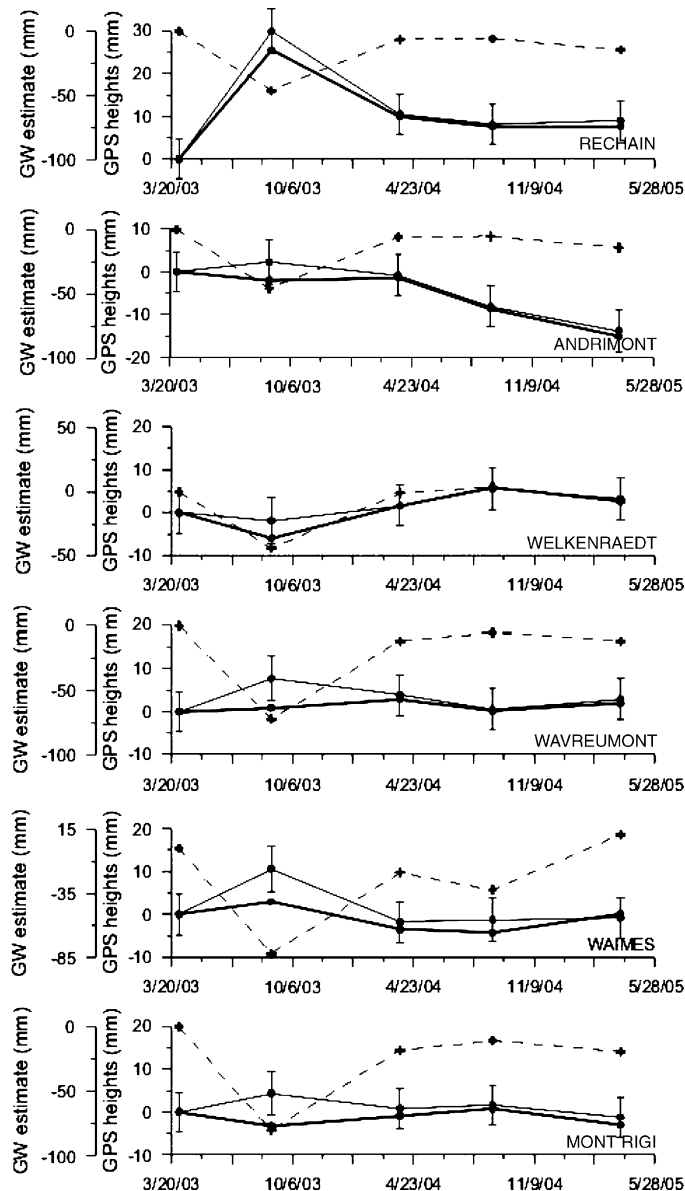 GW estimate (mm)
0
-50
-100
GPS heights (mm)
30
20
10
0
RECHAIN
3/20/03 10/6/03 4/23/04 11/9/04 5/28/05
GW estimate (mm)
0
-50
-100
GPS heights (mm)
10
0
-10
-20
ANDRIMONT
3/20/03 10/6/03 4/23/04 11/9/04 5/28/05
GW estimate (mm)
50
0
-50
GPS heights (mm)
20
10
0
-10
WELKENRAEDT
3/20/03 10/6/03 4/23/04 11/9/04 5/28/05
GW estimate (mm)
0
-50
-100
GPS heights (mm)
20
10
0
-10
WAVREUMONT
3/20/03 10/6/03 4/23/04 11/9/04 5/28/05
GW estimate (mm)
15
-35
-85
GPS heights (mm)
20
10
0
-10
WAIMES
3/20/03 10/6/03 4/23/04 11/9/04 5/28/05
GW estimate (mm)
0
-50
-100
GPS heights (mm)
20
10
0
-10
MONT RIGI
3/20/03 10/6/03 4/23/04 11/9/04 5/28/05